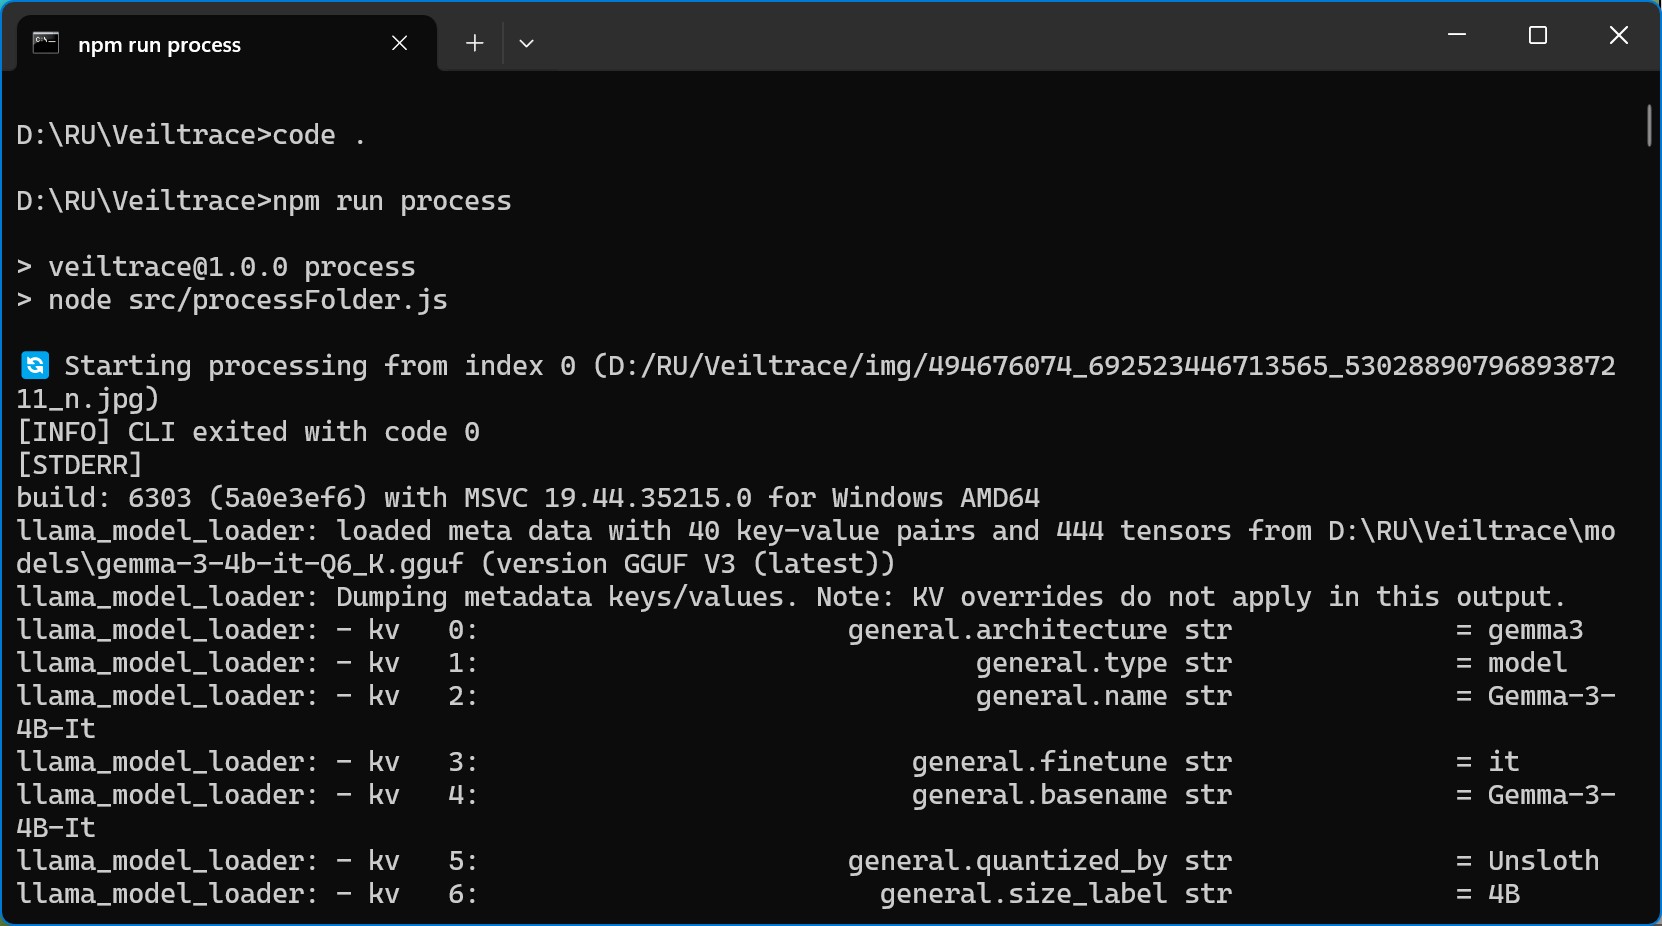 npm run process
D:\RU\Veiltrace>code .
D:\RU\Veiltrace>npm run process
> veiltrace@1.0.0 process
> node src/processFolder.js
🔄 Starting processing from index 0 (D:/RU/Veiltrace/img/494676074_692523446713565_53028890796893872
11_n.jpg)
[INFO] CLI exited with code 0
[STDERR]
build: 6303 (5a0e3ef6) with MSVC 19.44.35215.0 for Windows AMD64
llama_model_loader: loaded meta data with 40 key-value pairs and 444 tensors from D:\RU\Veiltrace\mo
dels\gemma-3-4b-it-Q6_K.gguf (version GGUF V3 (latest))
llama_model_loader: Dumping metadata keys/values. Note: KV overrides do not apply in this output.
llama_model_loader: - kv   0:                       general.architecture str              = gemma3
llama_model_loader: - kv   1:                               general.type str              = model
llama_model_loader: - kv   2:                               general.name str              = Gemma-3-
4B-It
llama_model_loader: - kv   3:                           general.finetune str              = it
llama_model_loader: - kv   4:                           general.basename str              = Gemma-3-
4B-It
llama_model_loader: - kv   5:                       general.quantized_by str              = Unsloth
llama_model_loader: - kv   6:                         general.size_label str              = 4B